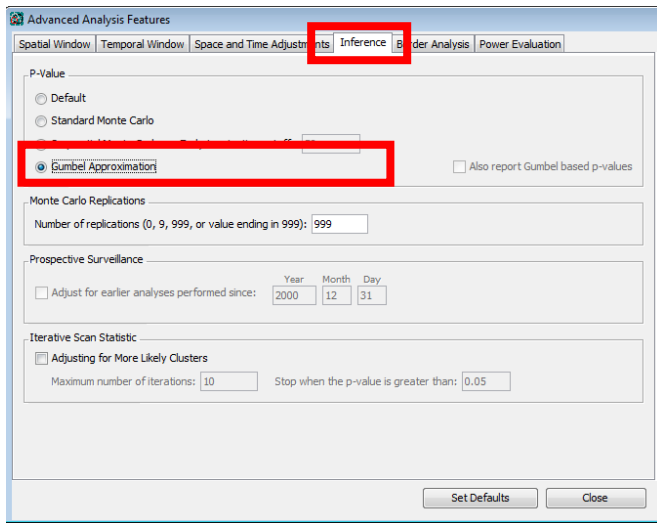 Advanced Analysis Features
Spatial Window Temporal Window Space and Time Adjustments Inference Border Analysis Power Evaluation
P-Value
Default
Standard Monte Carlo
Gumbel Approximation Also report Gumbel based p-values
Monte Carlo Replications
Number of replications (0, 9, 999, or value ending in 999): 999
Prospective Surveillance
Year Month Day
Adjust for earlier analyses performed since: 2000 12 31
Iterative Scan Statistic
Adjusting for More Likely Clusters
Maximum number of iterations: 10 Stop when the p-value is greater than: 0.05
Set Defaults Close